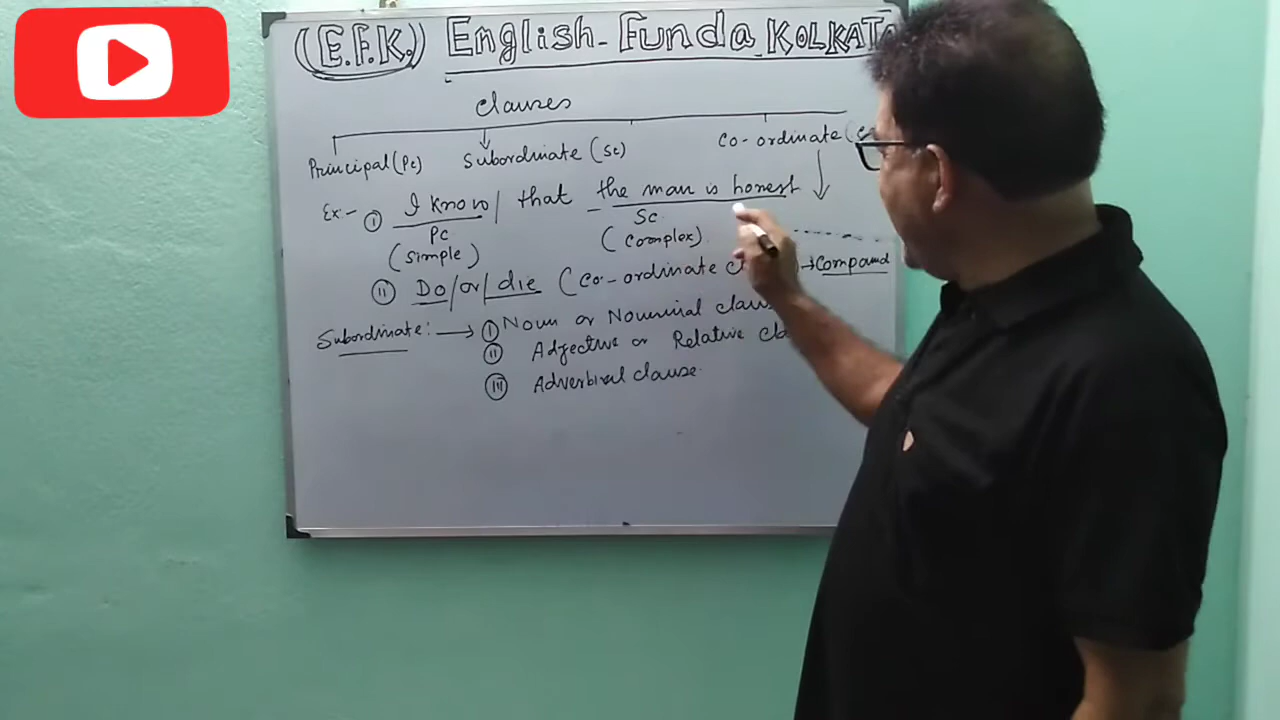 (E.F.K.) English-Funda KOLKATA
Clauses
Principal (Pc) Subordinate (Sc) Co-ordinate
Ex:- (i) I know / that the man is honest
Pc Sc
(simple) (complex)
(ii) Do / or / die (co-ordinate → Compound
Subordinate: → (i) Noun or Nominal clause
(ii) Adjective or Relative
(iii) Adverbial clause